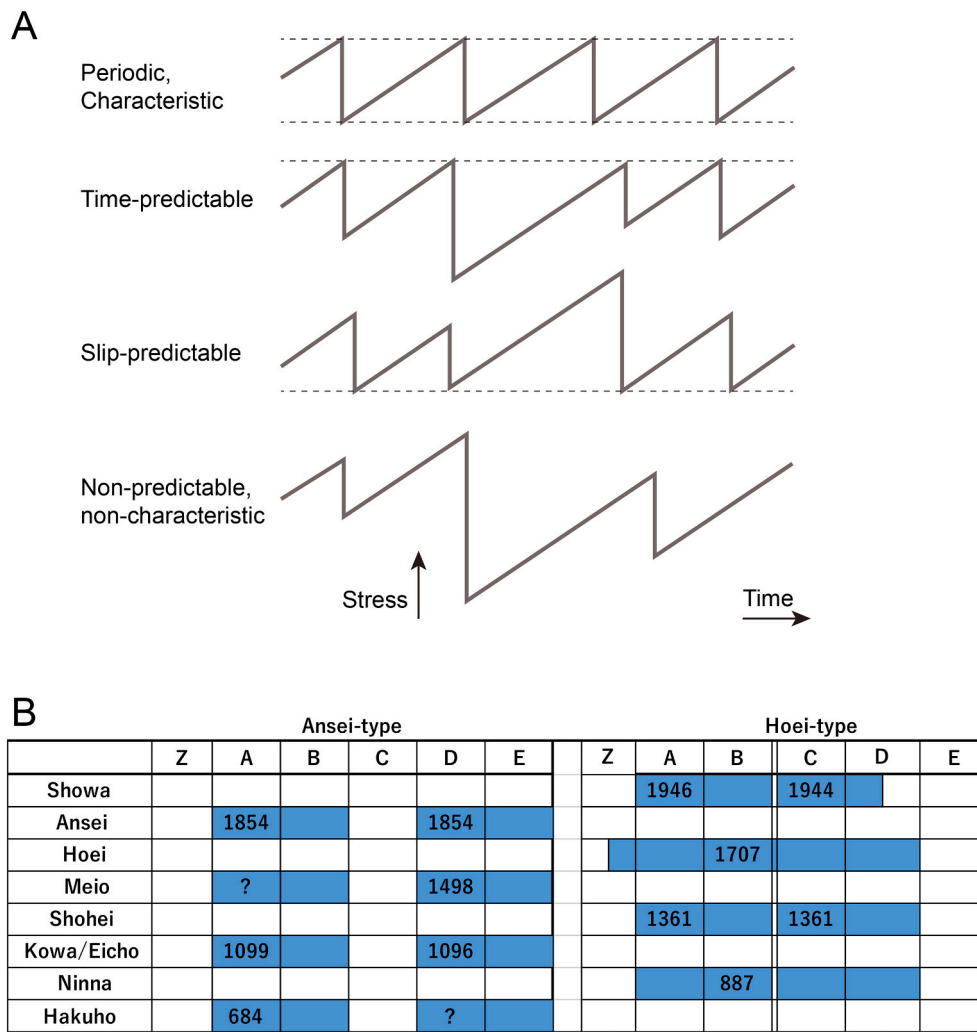 A
Periodic,
Characteristic
Time-predictable
Slip-predictable
Non-predictable,
non-characteristic
Stress
Time
B
Ansei-type Hoei-type
Z A B C D E Z A B C D E
Showa 1946 1944
Ansei 1854 1854
Hoei 1707
Meio ? 1498
Shohei 1361 1361
Kowa/Eicho 1099 1096
Ninna 887
Hakuho 684 ?